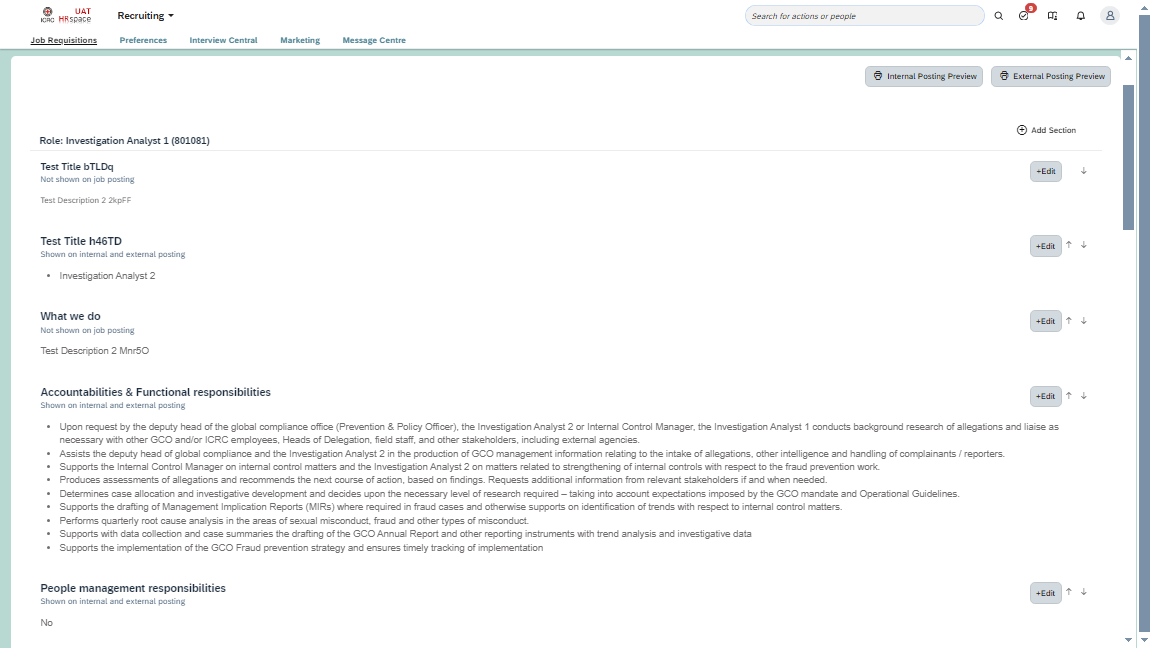 UAT
ICRC HRspace
Recruiting
Search for actions or people
9
Job Requisitions Preferences Interview Central Marketing Message Centre
Internal Posting Preview External Posting Preview
Add Section
Role: Investigation Analyst 1 (801081)
Test Title bTLDq
+Edit
Not shown on job posting
Test Description 2 2kpFF
Test Title h46TD
+Edit
Shown on internal and external posting
• Investigation Analyst 2
What we do
+Edit
Not shown on job posting
Test Description 2 Mnr5O
Accountabilities & Functional responsibilities
+Edit
Shown on internal and external posting
• Upon request by the deputy head of the global compliance office (Prevention & Policy Officer), the Investigation Analyst 2 or Internal Control Manager, the Investigation Analyst 1 conducts background research of allegations and liaise as
necessary with other GCO and/or ICRC employees, Heads of Delegation, field staff, and other stakeholders, including external agencies.
• Assists the deputy head of global compliance and the Investigation Analyst 2 in the production of GCO management information relating to the intake of allegations, other intelligence and handling of complainants / reporters.
• Supports the Internal Control Manager on internal control matters and the Investigation Analyst 2 on matters related to strengthening of internal controls with respect to the fraud prevention work.
• Produces assessments of allegations and recommends the next course of action, based on findings. Requests additional information from relevant stakeholders if and when needed.
• Determines case allocation and investigative development and decides upon the necessary level of research required – taking into account expectations imposed by the GCO mandate and Operational Guidelines.
• Supports the drafting of Management Implication Reports (MIRs) where required in fraud cases and otherwise supports on identification of trends with respect to internal control matters.
• Performs quarterly root cause analysis in the areas of sexual misconduct, fraud and other types of misconduct.
• Supports with data collection and case summaries the drafting of the GCO Annual Report and other reporting instruments with trend analysis and investigative data
• Supports the implementation of the GCO Fraud prevention strategy and ensures timely tracking of implementation
People management responsibilities
+Edit
Shown on internal and external posting
No